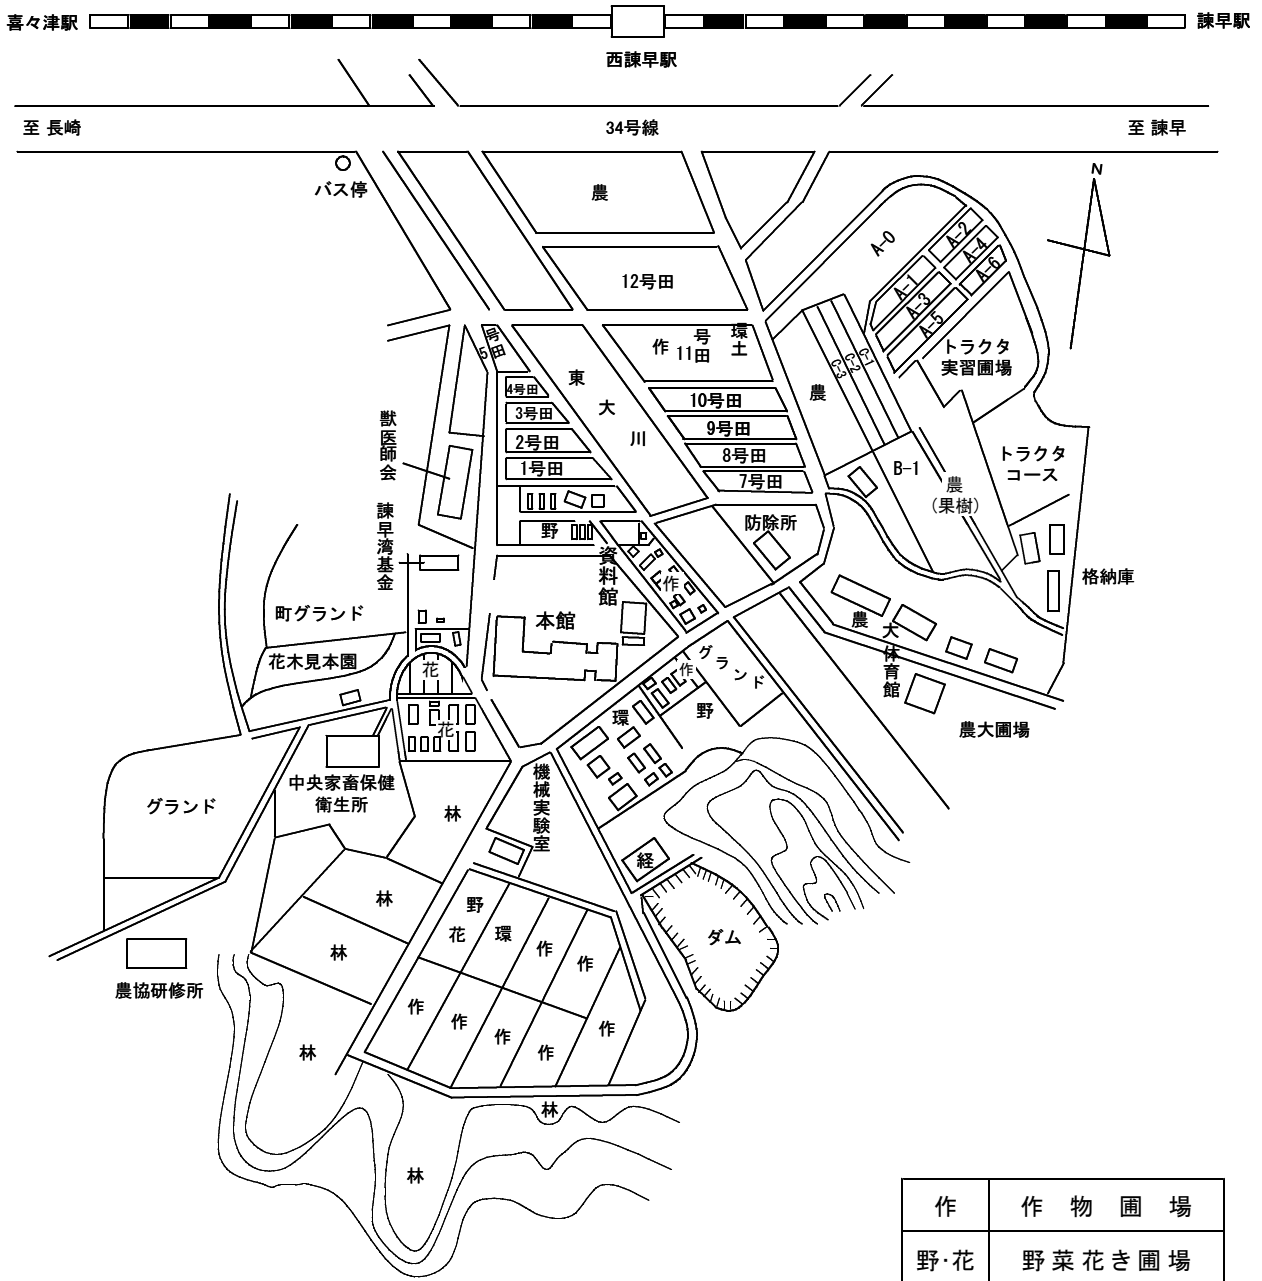 喜々津駅
諫早駅
西諫早駅
至 長崎
34号線
至 諫早
バス停
N
農
12号田
A-0
A-2
A-4
A-6
A-1
A-3
A-5
トラクタ
実習圃場
5号田
作
11号田
環
土
東大川
農
C-3
C-2
C-1
4号田
3号田
2号田
1号田
10号田
9号田
8号田
7号田
獣医師会
B-1
農
(果樹)
トラクタ
コース
諫早湾基金
野
資料館
防除所
作
格納庫
町グランド
本館
農大体育館
花木見本園
花
作
グランド
環
野
花
農大圃場
中央家畜保健
衛生所
グランド
機械実験室
林
経
林
野
花
環
作
作
ダム
林
農協研修所
作
作
作
作
作
林
林
林
作
作物圃場
野・花
野菜花き圃場